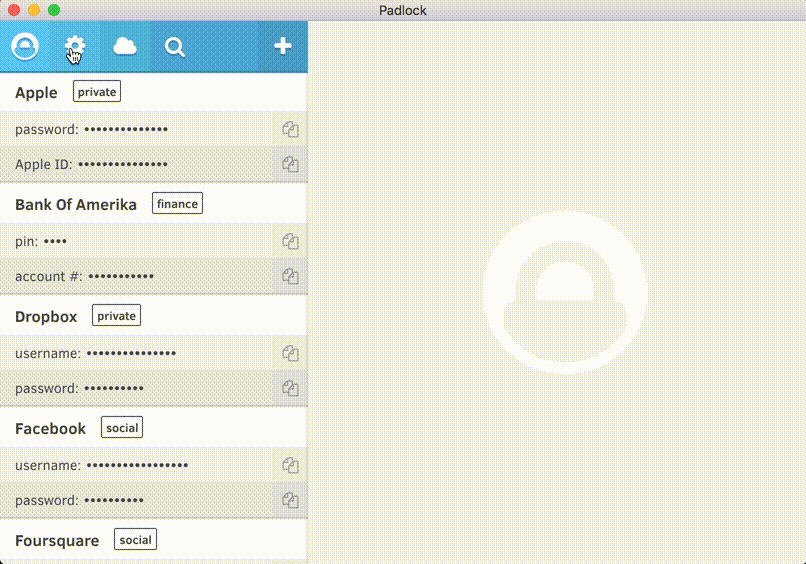 Padlock
Apple private
password: ••••••••••••••
Apple ID: •••••••••••••••
Bank Of Amerika finance
pin: ••••
account #: •••••••••••
Dropbox private
username: •••••••••••••••
password: ••••••••••
Facebook social
username: •••••••••••••••••
password: ••••••••••
Foursquare social